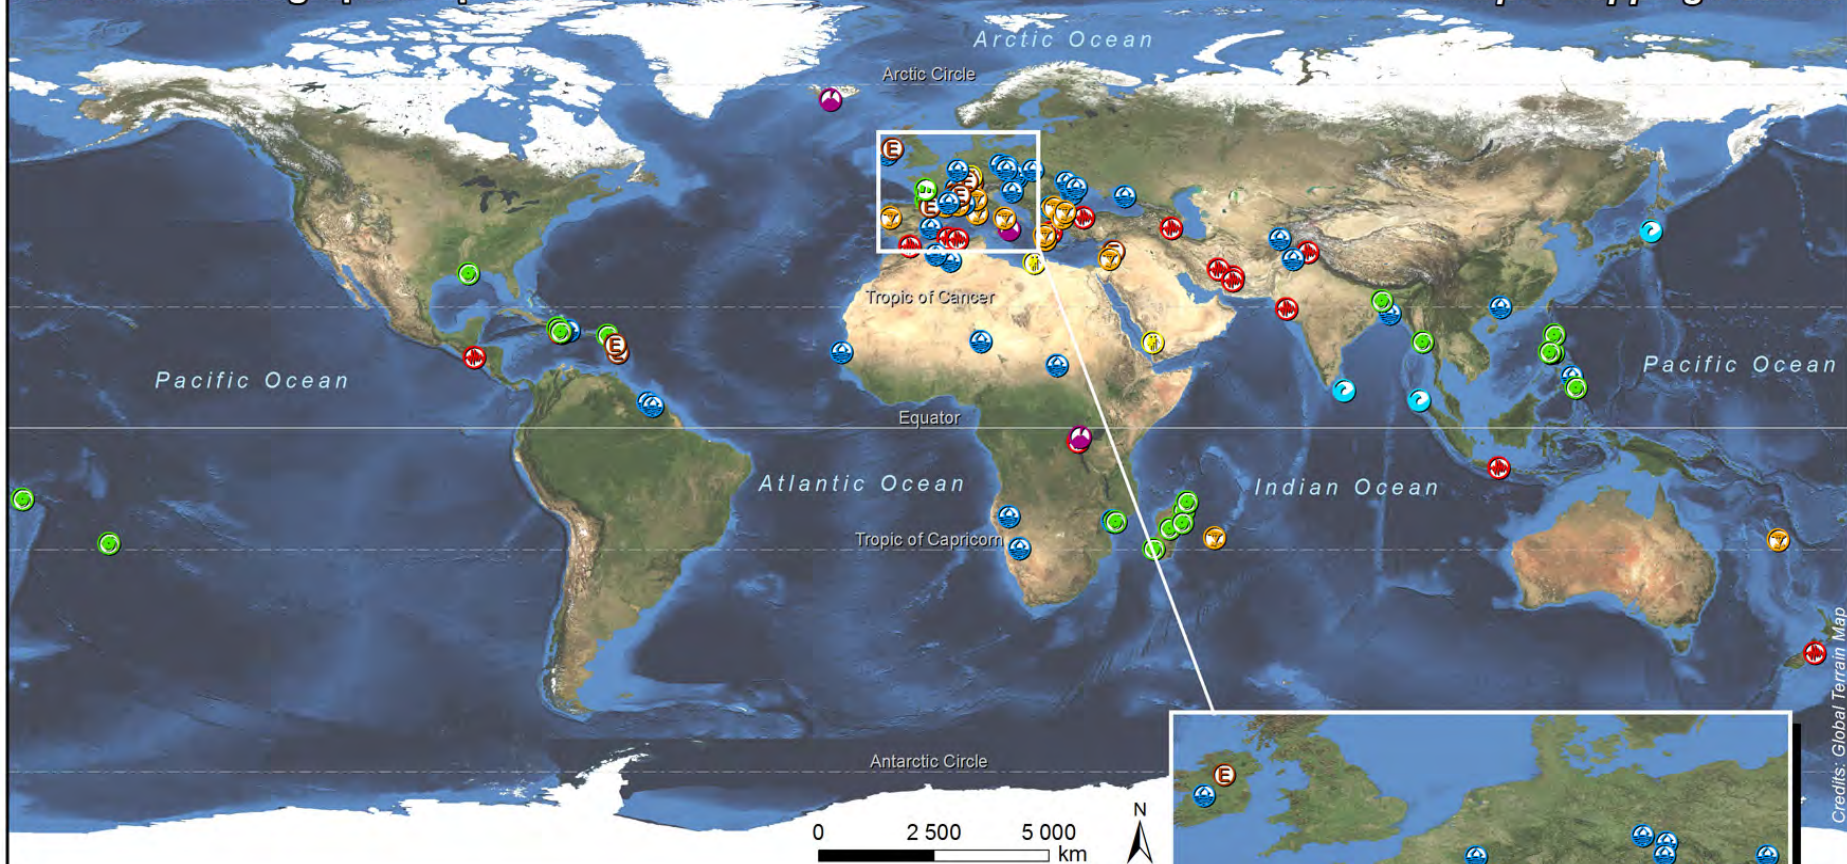 Arctic Ocean
Arctic Circle
Tropic of Cancer
Pacific Ocean
Pacific Ocean
Equator
Atlantic Ocean
Indian Ocean
Tropic of Capricorn
Antarctic Circle
N
0 2 500 5 000
km
Credits: Global Terrain Map
E
E
E
E
E